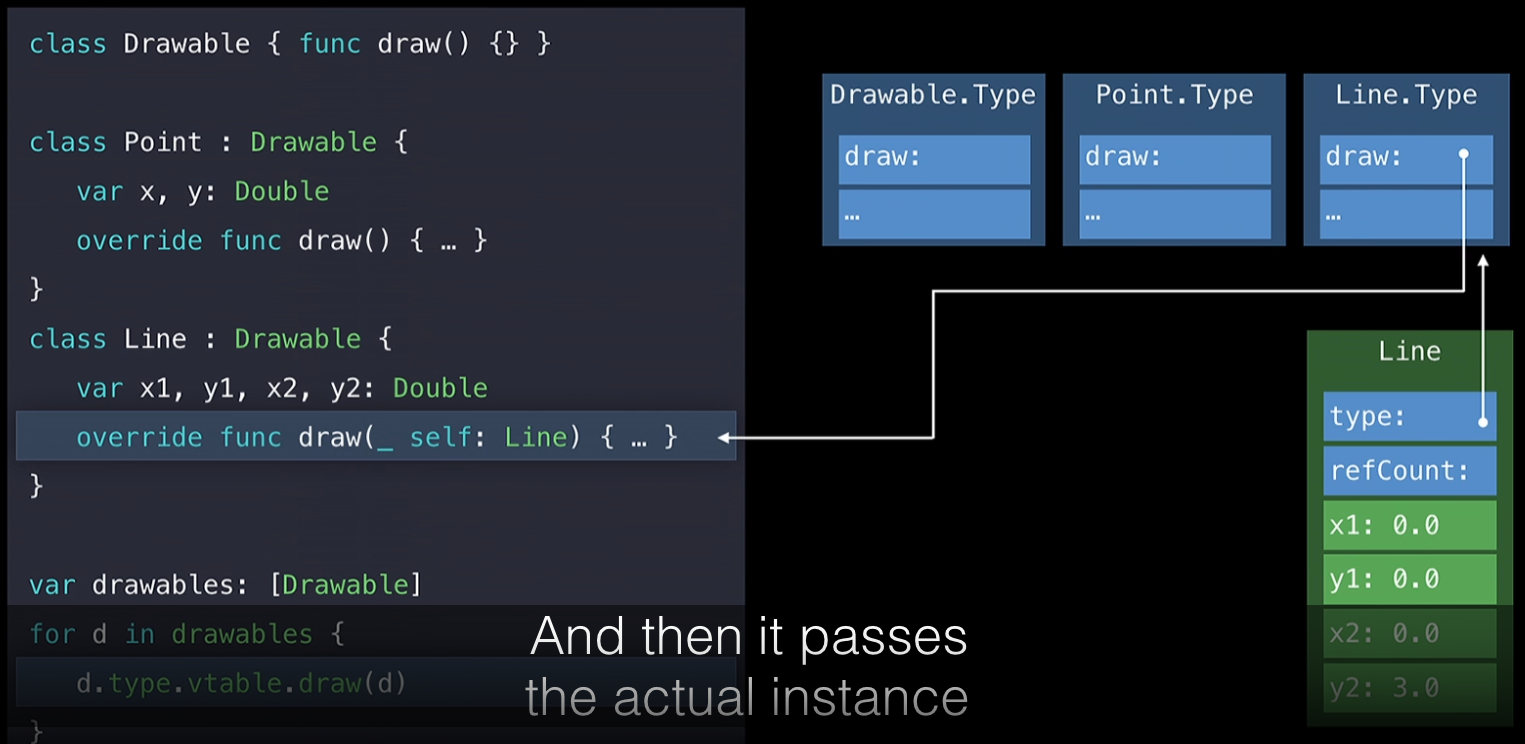 class Drawable { func draw() {} }
class Point : Drawable {
var x, y: Double
override func draw() { … }
}
class Line : Drawable {
var x1, y1, x2, y2: Double
override func draw(_ self: Line) { … }
}
var drawables: [Drawable]
for d in drawables {
d.type.vtable.draw(d)
}
Drawable.Type
draw:
…
Point.Type
draw:
…
Line.Type
draw:
…
Line
type:
refCount:
x1: 0.0
y1: 0.0
x2: 0.0
y2: 3.0
And then it passes
the actual instance